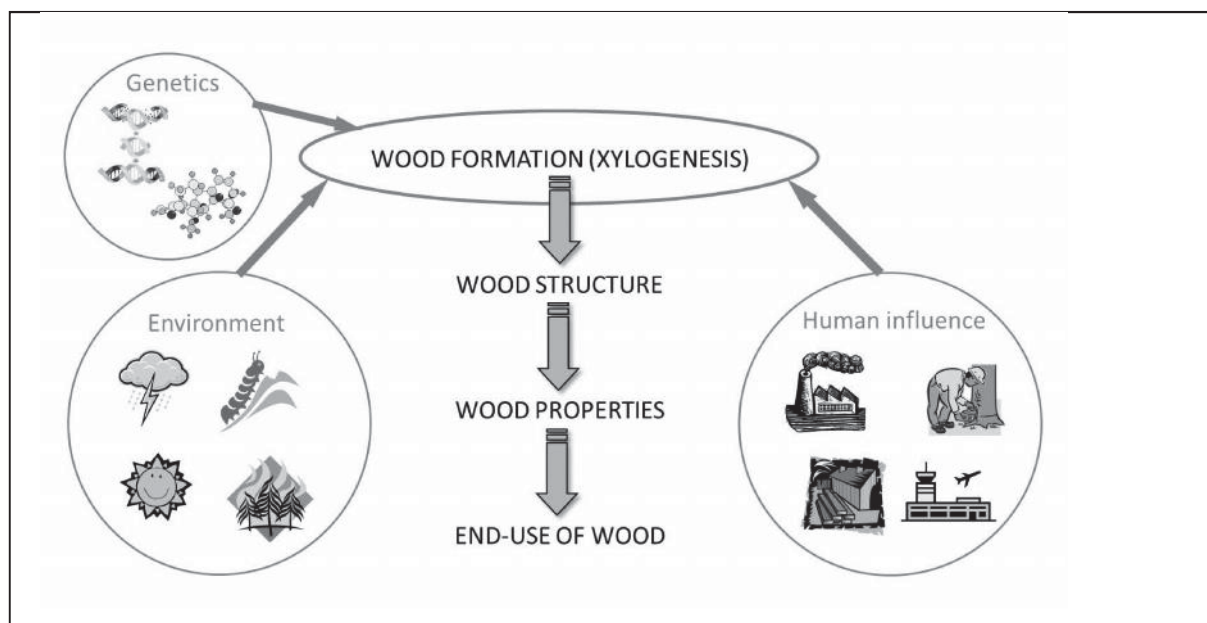 Genetics
WOOD FORMATION (XYLOGENESIS)
WOOD STRUCTURE
Environment
Human influence
WOOD PROPERTIES
END-USE OF WOOD